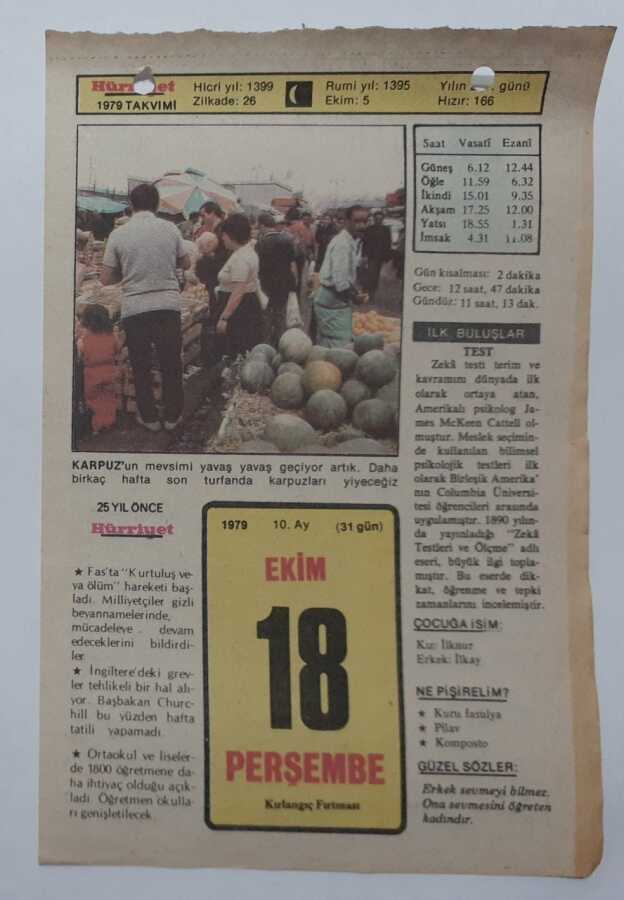 Hürriyet
1979 TAKVİMİ
Hicri yıl: 1399
Zilkade: 26
Rumi yıl: 1395
Ekim: 5
Yılın günü
Hızır: 166
Saat Vasatî Ezanî
Güneş 6.12 12.44
Öğle 11.59 6.32
İkindi 15.01 9.35
Akşam 17.25 12.00
Yatsı 18.55 1.31
İmsak 4.31 11.08
Gün kısalması: 2 dakika
Gece: 12 saat, 47 dakika
Gündüz: 11 saat, 13 dak.
KARPUZ'un mevsimi yavaş yavaş geçiyor artık. Daha
birkaç hafta son turfanda karpuzları yiyeceğiz
25 YIL ÖNCE
Hürriyet
★ Fas'ta "Kurtuluş ve-
ya ölüm" hareketi baş-
ladı. Milliyetçiler gizli
beyannamelerinde,
mücadeleye . devam
edeceklerini bildirdi-
ler.
★ İngiltere'deki grev-
ler tehlikeli bir hal alı-
yor. Başbakan Churc-
hill bu yüzden hafta
tatili yapamadı.
★ Ortaokul ve liseler-
de 1800 öğretmene da-
ha ihtiyaç olduğu açık-
ladı. Öğretmen okulla-
rı genişletilecek.
1979 10. Ay (31 gün)
EKİM
18
PERŞEMBE
Kırlangıç Fırtınası
İLK BULUŞLAR
TEST
Zekâ testi terim ve
kavramını dünyada ilk
olarak ortaya atan,
Amerikalı psikolog Ja-
mes McKeen Cattell ol-
muştur. Meslek seçimin-
de kullanılan bilimsel
psikolojik testleri ilk
olarak Birleşik Amerika'
nın Columbia Üniversi-
tesi öğrencileri arasında
uygulamıştır. 1890 yılın-
da yayınladığı "Zekâ
Testleri ve Ölçme" adlı
eseri, büyük ilgi topla-
mıştır. Bu eserde dik-
kat, öğrenme ve tepki
zamanlarını incelemiştir.
ÇOCUĞA İSİM:
Kız: İlknur
Erkek: İlkay
NE PİŞİRELİM?
★ Kuru fasulya
★ Pilav
★ Komposto
GÜZEL SÖZLER:
Erkek sevmeyi bilmez.
Ona sevmesini öğreten
kadındır.